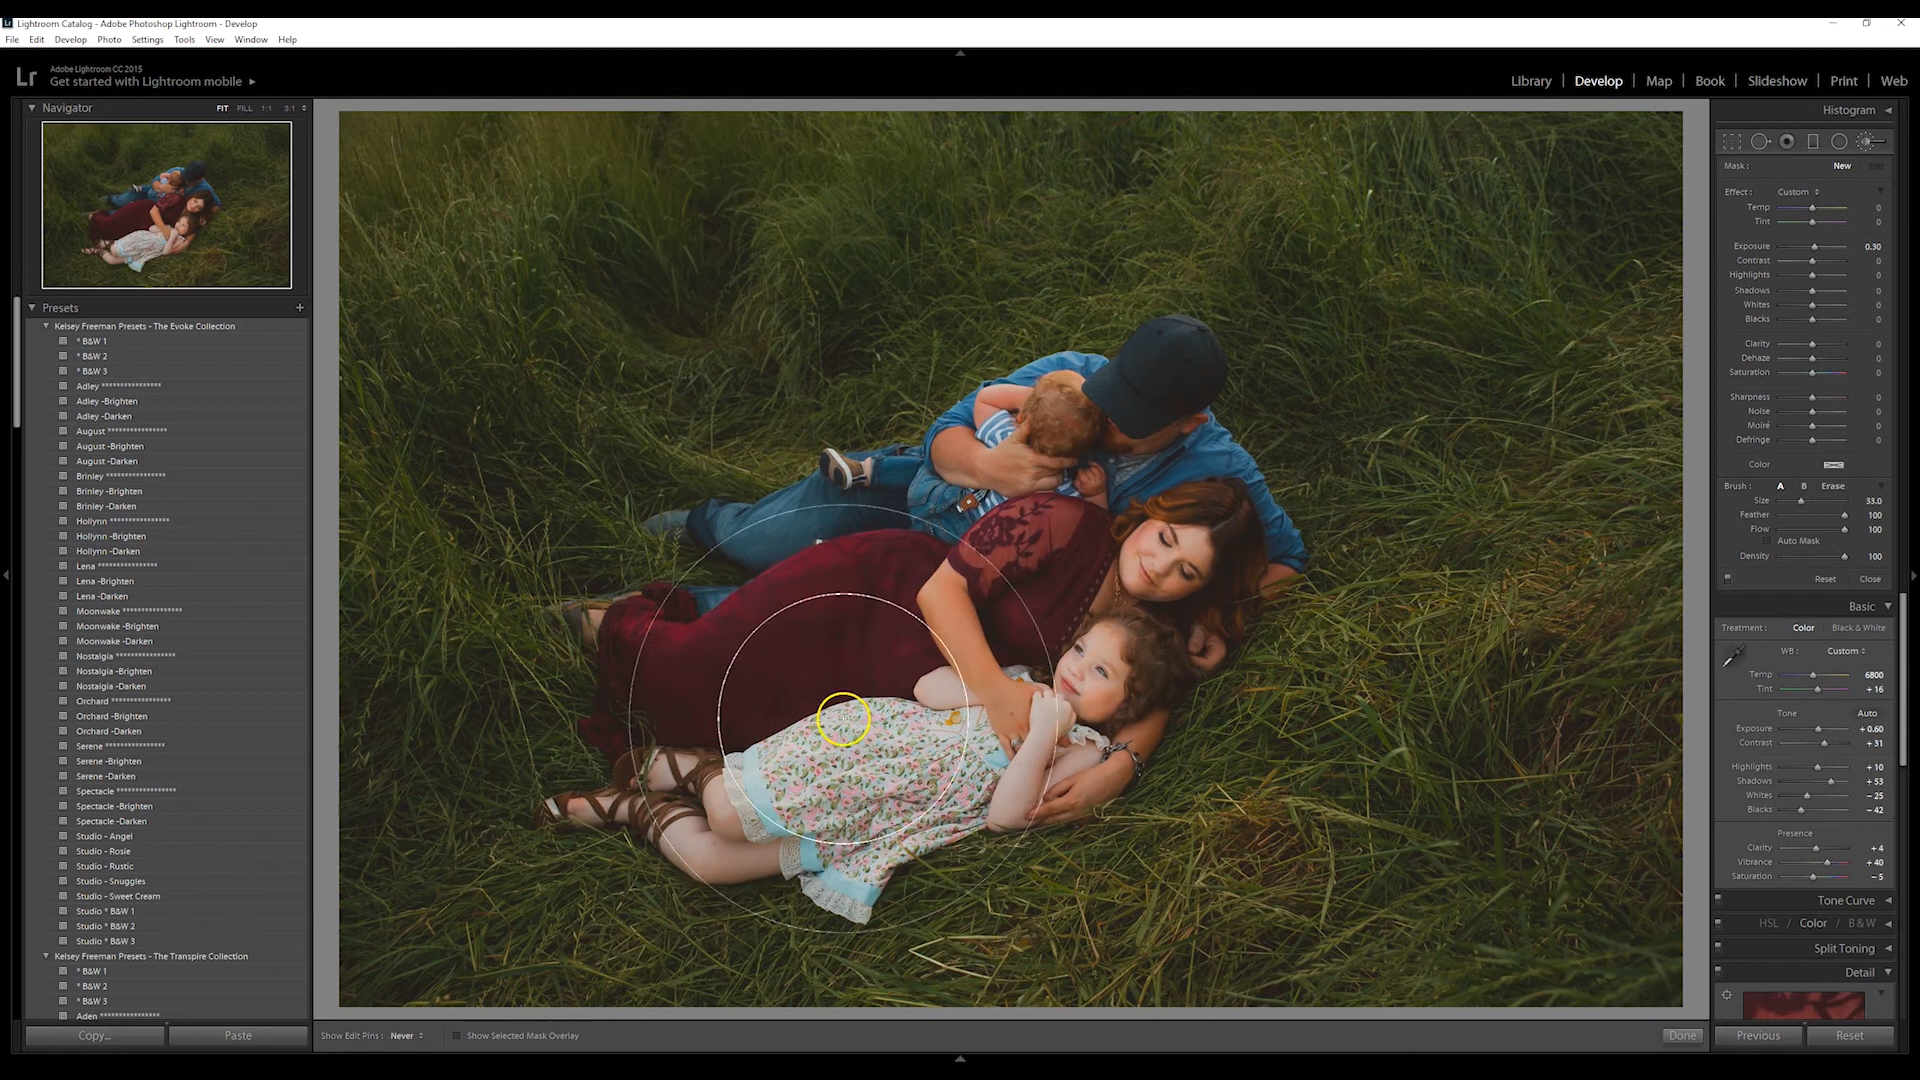 Lightroom Catalog - Adobe Photoshop Lightroom - Develop
File Edit Develop Photo Settings Tools View Window Help
Lr
Adobe Lightroom CC 2015
Get started with Lightroom mobile
Library | Develop | Map | Book | Slideshow | Print | Web
Navigator FIT FILL 1:1 3:1
Presets +
Kelsey Freeman Presets - The Evoke Collection
* B&W 1
* B&W 2
* B&W 3
Adley ****************
Adley -Brighten
Adley -Darken
August ****************
August -Brighten
August -Darken
Brinley ****************
Brinley -Brighten
Brinley -Darken
Hollynn ****************
Hollynn -Brighten
Hollynn -Darken
Lena ****************
Lena -Brighten
Lena -Darken
Moonwake ****************
Moonwake -Brighten
Moonwake -Darken
Nostalgia ****************
Nostalgia -Brighten
Nostalgia -Darken
Orchard ****************
Orchard -Brighten
Orchard -Darken
Serene ****************
Serene -Brighten
Serene -Darken
Spectacle ****************
Spectacle -Brighten
Spectacle -Darken
Studio - Angel
Studio - Rosie
Studio - Rustic
Studio - Snuggles
Studio - Sweet Cream
Studio * B&W 1
Studio * B&W 2
Studio * B&W 3
Kelsey Freeman Presets - The Transpire Collection
* B&W 1
* B&W 2
* B&W 3
Aden ****************
Copy... Paste
Show Edit Pins : Never Show Selected Mask Overlay Done
Histogram
Mask : New Edit
Effect : Custom
Temp 0
Tint 0
Exposure 0.30
Contrast 0
Highlights 0
Shadows 0
Whites 0
Blacks 0
Clarity 0
Dehaze 0
Saturation 0
Sharpness 0
Noise 0
Moiré 0
Defringe 0
Color
Brush : A B Erase
Size 33.0
Feather 100
Flow 100
Auto Mask
Density 100
Reset Close
Basic
Treatment : Color Black & White
WB : Custom
Temp 6800
Tint + 16
Tone Auto
Exposure + 0.60
Contrast + 31
Highlights + 10
Shadows + 53
Whites – 25
Blacks – 42
Presence
Clarity + 4
Vibrance + 40
Saturation – 5
Tone Curve
HSL / Color / B & W
Split Toning
Detail
Previous Reset